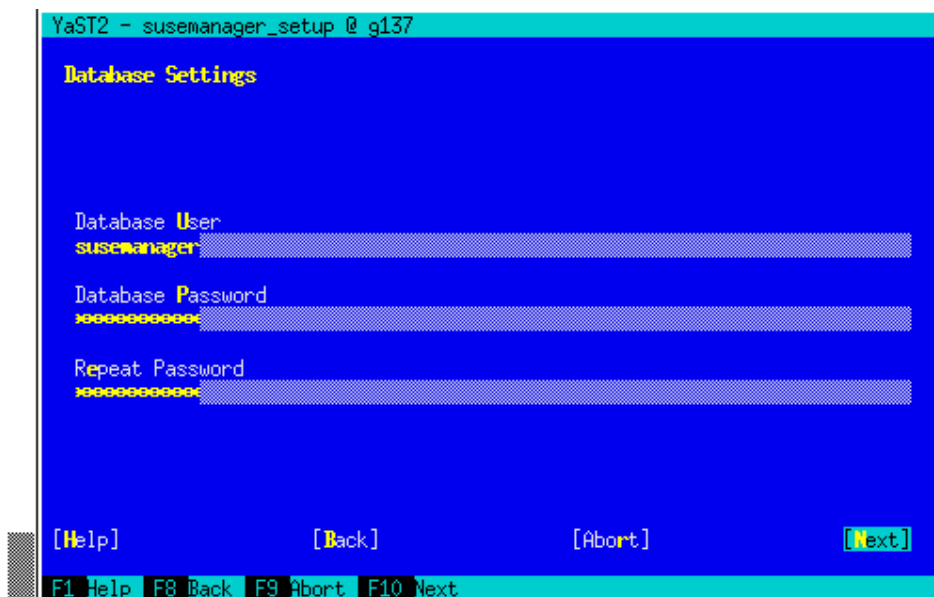 YaST2 - susemanager_setup @ g137
Database Settings
Database User
susemanager
Database Password
***********
Repeat Password
***********
[Help] [Back] [Abort] [Next]
F1 Help F8 Back F9 Abort F10 Next